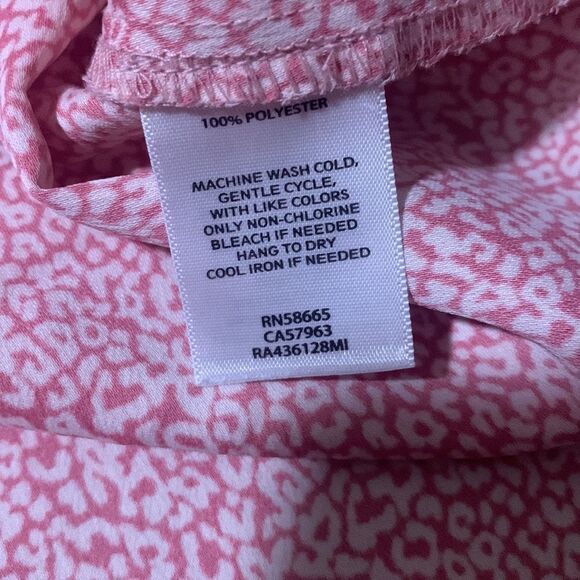 100% POLYESTER
MACHINE WASH COLD,
GENTLE CYCLE,
WITH LIKE COLORS
ONLY NON-CHLORINE
BLEACH IF NEEDED
HANG TO DRY
COOL IRON IF NEEDED
RN58665
CA57963
RA436128MI